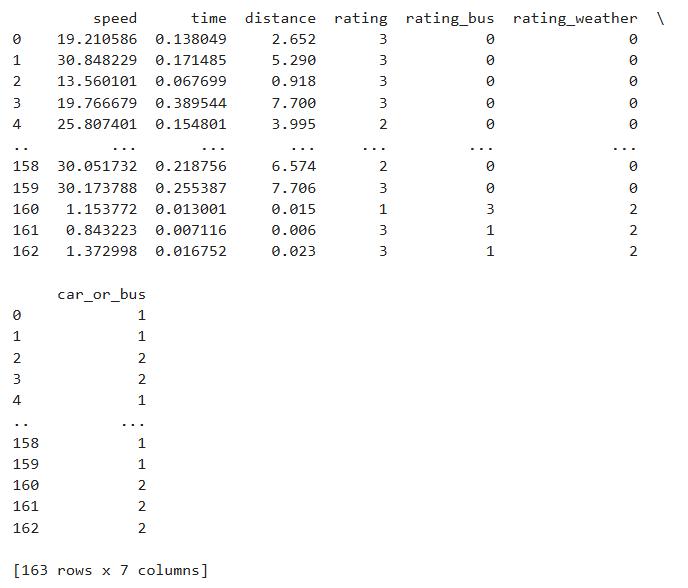 speed time distance rating rating_bus rating_weather \
0 19.210586 0.138049 2.652 3 0 0
1 30.848229 0.171485 5.290 3 0 0
2 13.560101 0.067699 0.918 3 0 0
3 19.766679 0.389544 7.700 3 0 0
4 25.807401 0.154801 3.995 2 0 0
.. ... ... ... ... ... ...
158 30.051732 0.218756 6.574 2 0 0
159 30.173788 0.255387 7.706 3 0 0
160 1.153772 0.013001 0.015 1 3 2
161 0.843223 0.007116 0.006 3 1 2
162 1.372998 0.016752 0.023 3 1 2
car_or_bus
0 1
1 1
2 2
3 2
4 1
.. ...
158 1
159 1
160 2
161 2
162 2
[163 rows x 7 columns]